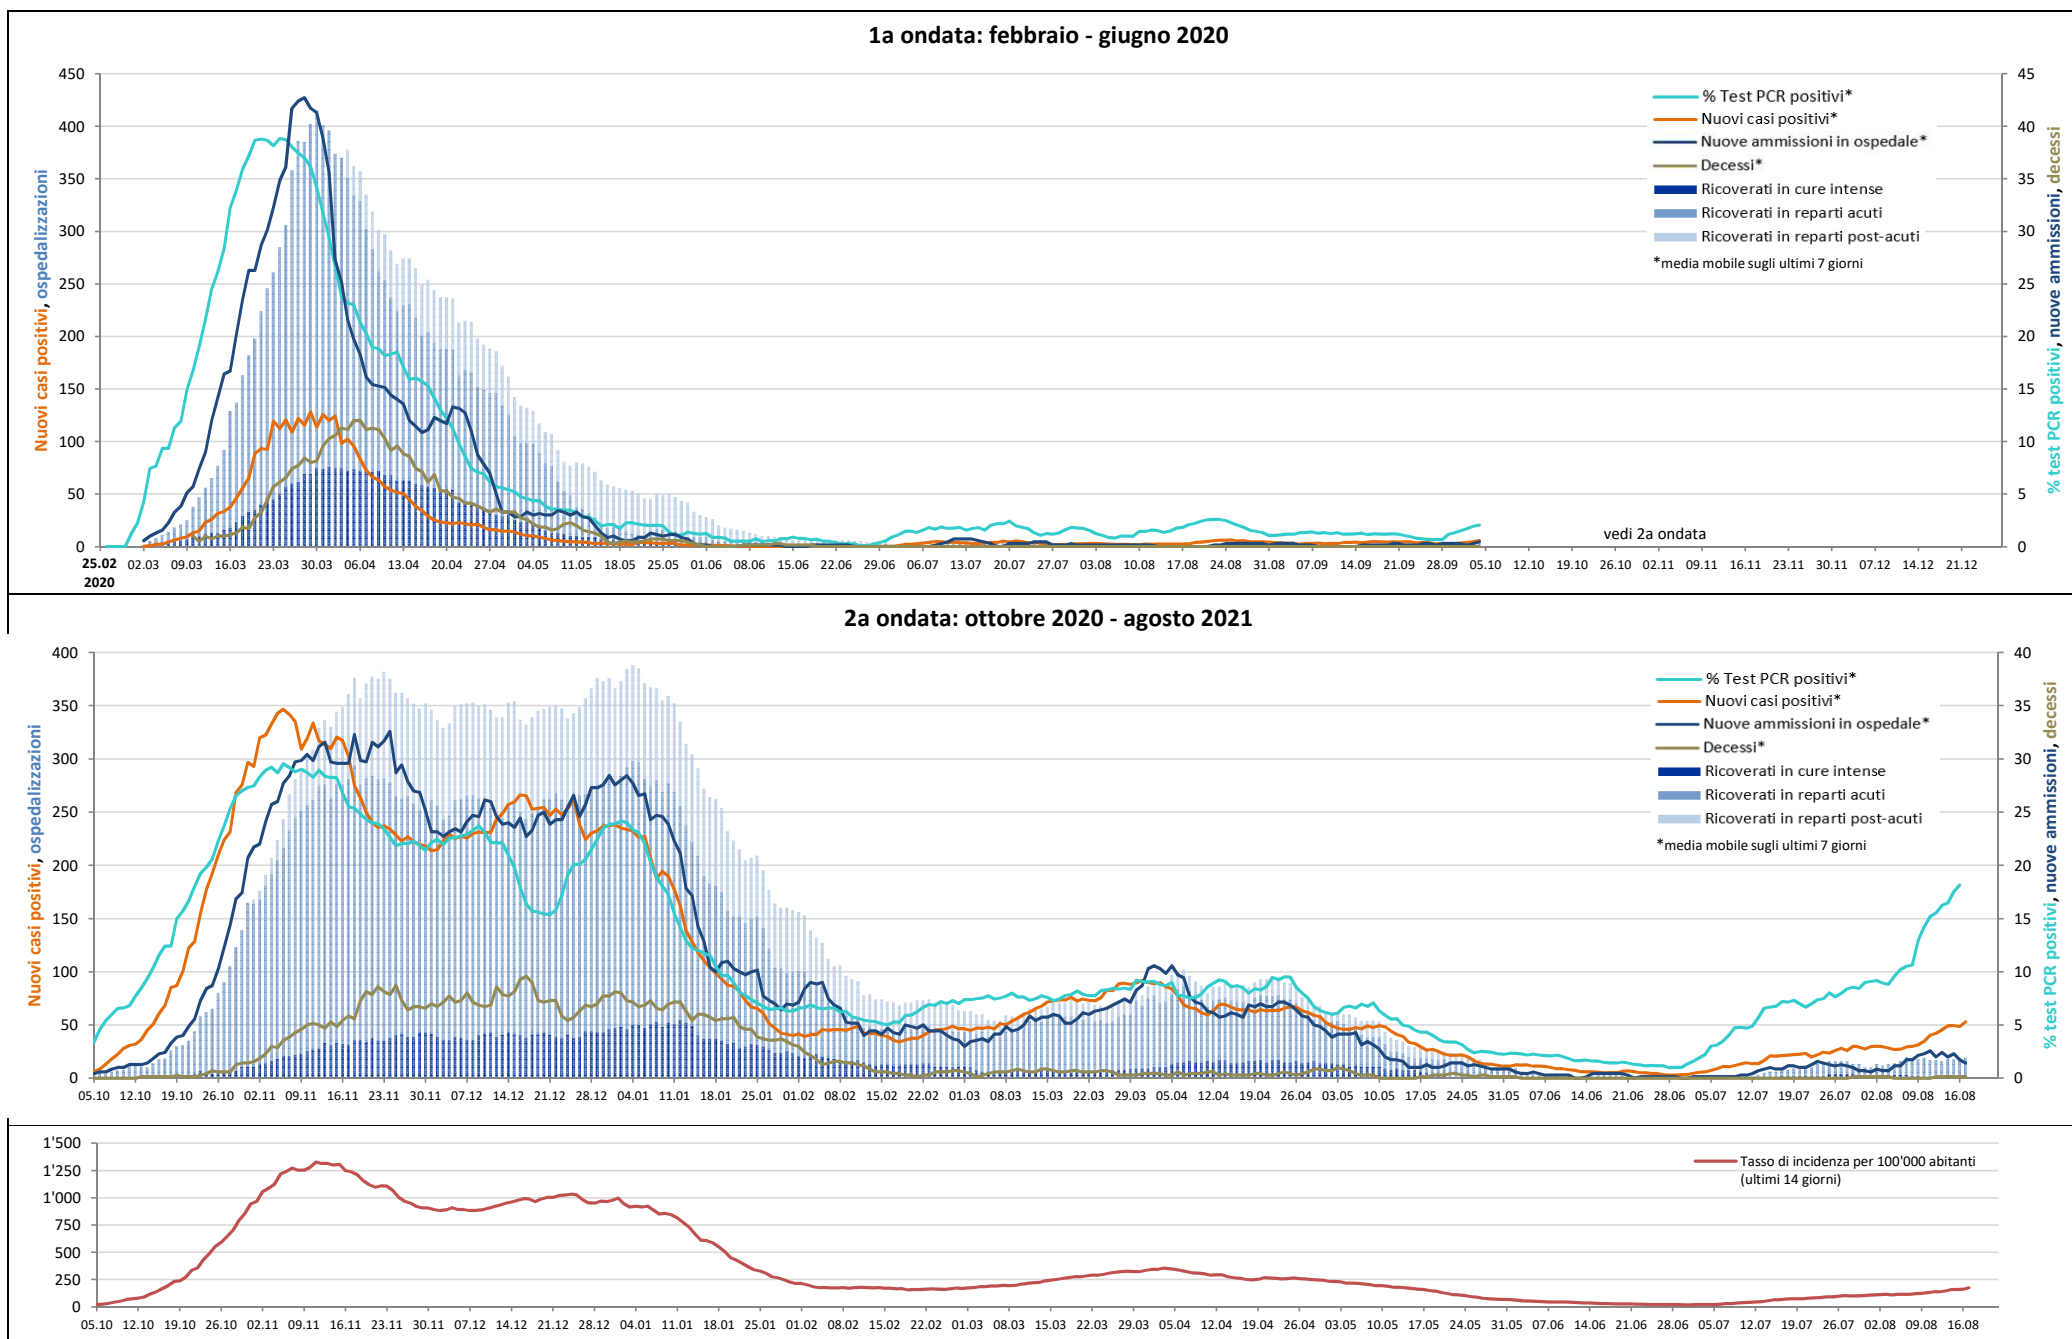 1a ondata: febbraio - giugno 2020
450
400
350
300
250
200
150
100
50
0
45
40
35
30
25
20
15
10
5
0
Nuovi casi positivi, ospedalizzazioni
% test PCR positivi, nuove ammissioni, decessi
% Test PCR positivi*
Nuovi casi positivi*
Nuove ammissioni in ospedale*
Decessi*
Ricoverati in cure intense
Ricoverati in reparti acuti
Ricoverati in reparti post-acuti
*media mobile sugli ultimi 7 giorni
vedi 2a ondata
25.02 02.03 09.03 16.03 23.03 30.03 06.04 13.04 20.04 27.04 04.05 11.05 18.05 25.05 01.06 08.06 15.06 22.06 29.06 06.07 13.07 20.07 27.07 03.08 10.08 17.08 24.08 31.08 07.09 14.09 21.09 28.09 05.10 12.10 19.10 26.10 02.11 09.11 16.11 23.11 30.11 07.12 14.12 21.12
2020
2a ondata: ottobre 2020 - agosto 2021
400
350
300
250
200
150
100
50
0
40
35
30
25
20
15
10
5
0
Nuovi casi positivi, ospedalizzazioni
% test PCR positivi, nuove ammissioni, decessi
% Test PCR positivi*
Nuovi casi positivi*
Nuove ammissioni in ospedale*
Decessi*
Ricoverati in cure intense
Ricoverati in reparti acuti
Ricoverati in reparti post-acuti
*media mobile sugli ultimi 7 giorni
05.10 12.10 19.10 26.10 02.11 09.11 16.11 23.11 30.11 07.12 14.12 21.12 28.12 04.01 11.01 18.01 25.01 01.02 08.02 15.02 22.02 01.03 08.03 15.03 22.03 29.03 05.04 12.04 19.04 26.04 03.05 10.05 17.05 24.05 31.05 07.06 14.06 21.06 28.06 05.07 12.07 19.07 26.07 02.08 09.08 16.08
1'500
1'250
1'000
750
500
250
0
Tasso di incidenza per 100'000 abitanti
(ultimi 14 giorni)
05.10 12.10 19.10 26.10 02.11 09.11 16.11 23.11 30.11 07.12 14.12 21.12 28.12 04.01 11.01 18.01 25.01 01.02 08.02 15.02 22.02 01.03 08.03 15.03 22.03 29.03 05.04 12.04 19.04 26.04 03.05 10.05 17.05 24.05 31.05 07.06 14.06 21.06 28.06 05.07 12.07 19.07 26.07 02.08 09.08 16.08